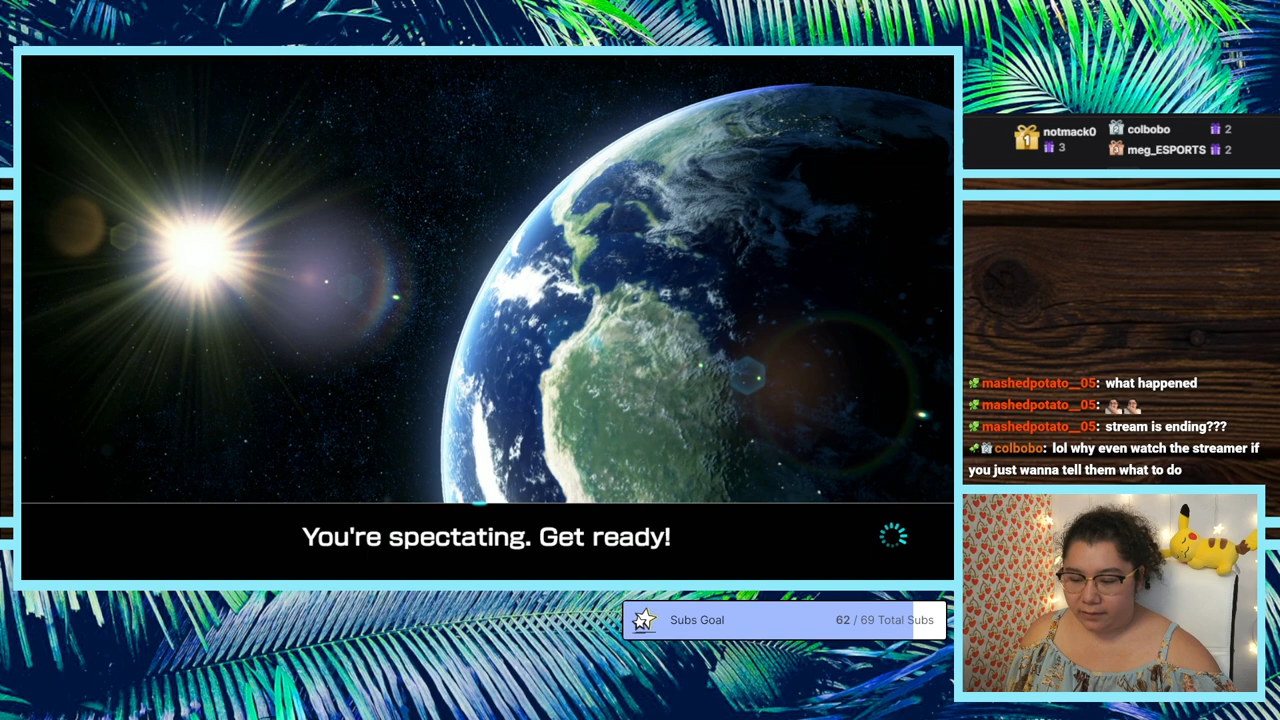 notmack0
3
colbobo
2
meg_ESPORTS
2
1
mashedpotato__05: what happened
mashedpotato__05:
mashedpotato__05: stream is ending???
colbobo: lol why even watch the streamer if
you just wanna tell them what to do
You're spectating. Get ready!
Subs Goal
62 / 69 Total Subs